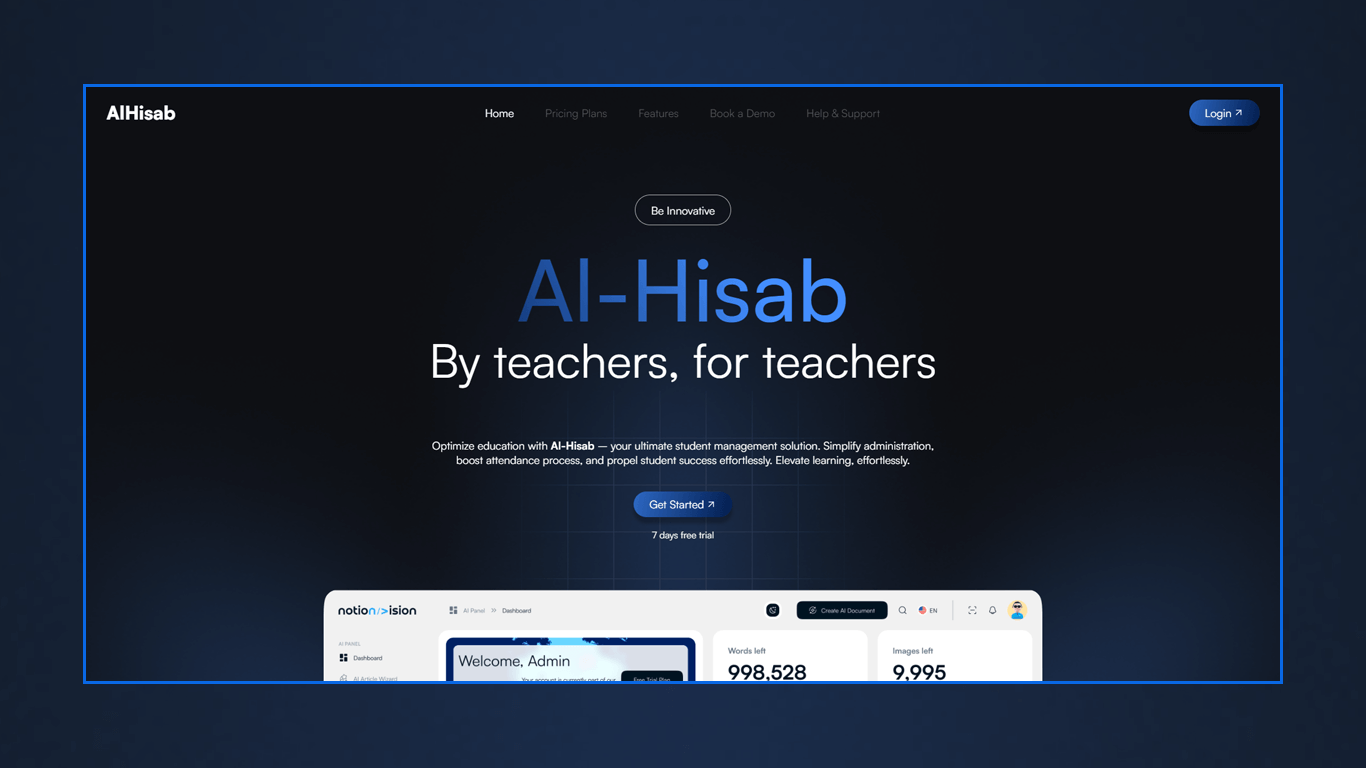 AlHisab
Home Pricing Plans Features Book a Demo Help & Support
Login
Be Innovative
Al-Hisab
By teachers, for teachers
Optimize education with Al-Hisab — your ultimate student management solution. Simplify administration,
boost attendance process, and propel student success effortlessly. Elevate learning, effortlessly.
Get Started
7 days free trial
notion/>ision
AI Panel Dashboard
Create AI Document
EN
AI PANEL
Dashboard
AI Article Wizard
Welcome, Admin
Your account is currently part of our
Free Trial Plan
Words left
998,528
Images left
9,995